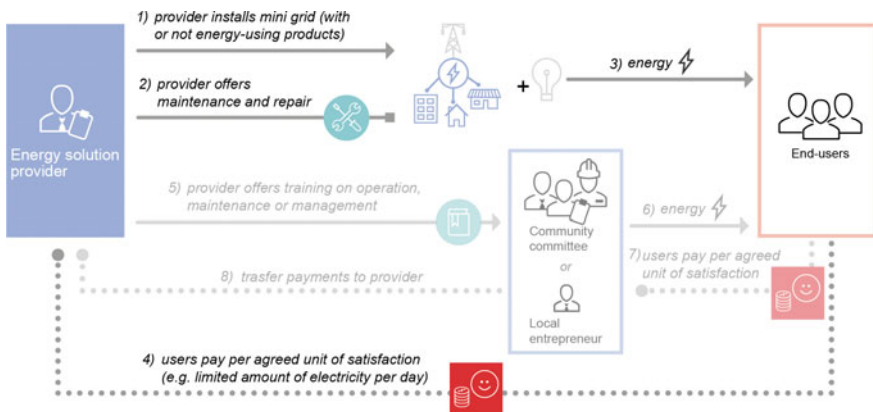 1) provider installs mini grid (with
or not energy-using products)
2) provider offers
maintenance and repair
+
3) energy
Energy solution
provider
End-users
5) provider offers training on operation,
maintenance or management
6) energy
Community
committee
or
Local
entrepreneur
7) users pay per agreed
unit of satisfaction
8) trasfer payments to provider
4) users pay per agreed unit of satisfaction
(e.g. limited amount of electricity per day)